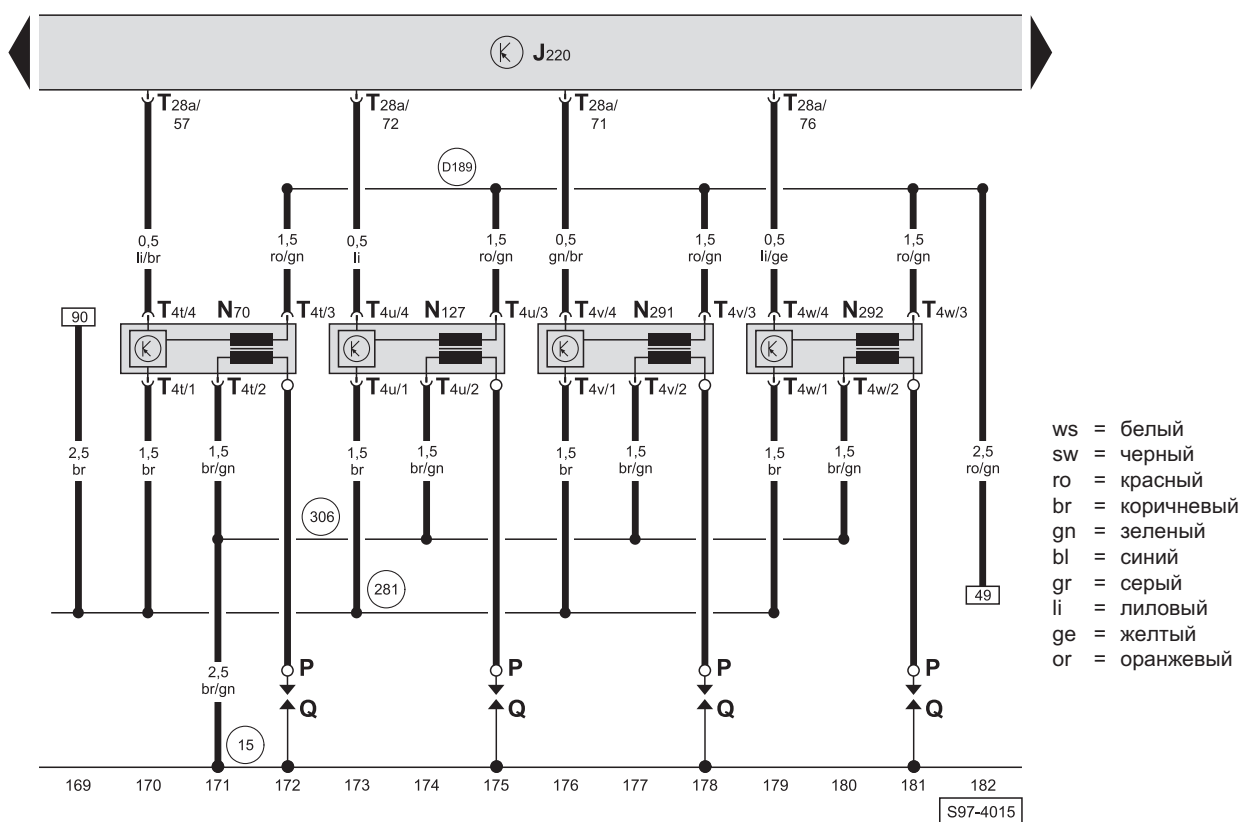 J220
T28a/ T28a/ T28a/ T28a/
57 72 71 76
D189
0,5 1,5 0,5 1,5 0,5 1,5 0,5 1,5
li/br ro/gn li ro/gn gn/br ro/gn li/ge ro/gn
90 T4t/4 N70 T4t/3 T4u/4 N127 T4u/3 T4v/4 N291 T4v/3 T4w/4 N292 T4w/3
T4t/1 T4t/2 T4u/1 T4u/2 T4v/1 T4v/2 T4w/1 T4w/2
2,5 1,5 1,5 1,5 1,5 1,5 1,5 1,5 1,5 2,5
br br br/gn br br/gn br br/gn br br/gn ro/gn
306
281
49
P P P P
2,5
br/gn
Q Q Q Q
15
169 170 171 172 173 174 175 176 177 178 179 180 181 182
S97-4015
ws = белый
sw = черный
ro = красный
br = коричневый
gn = зеленый
bl = синий
gr = серый
li = лиловый
ge = желтый
or = оранжевый